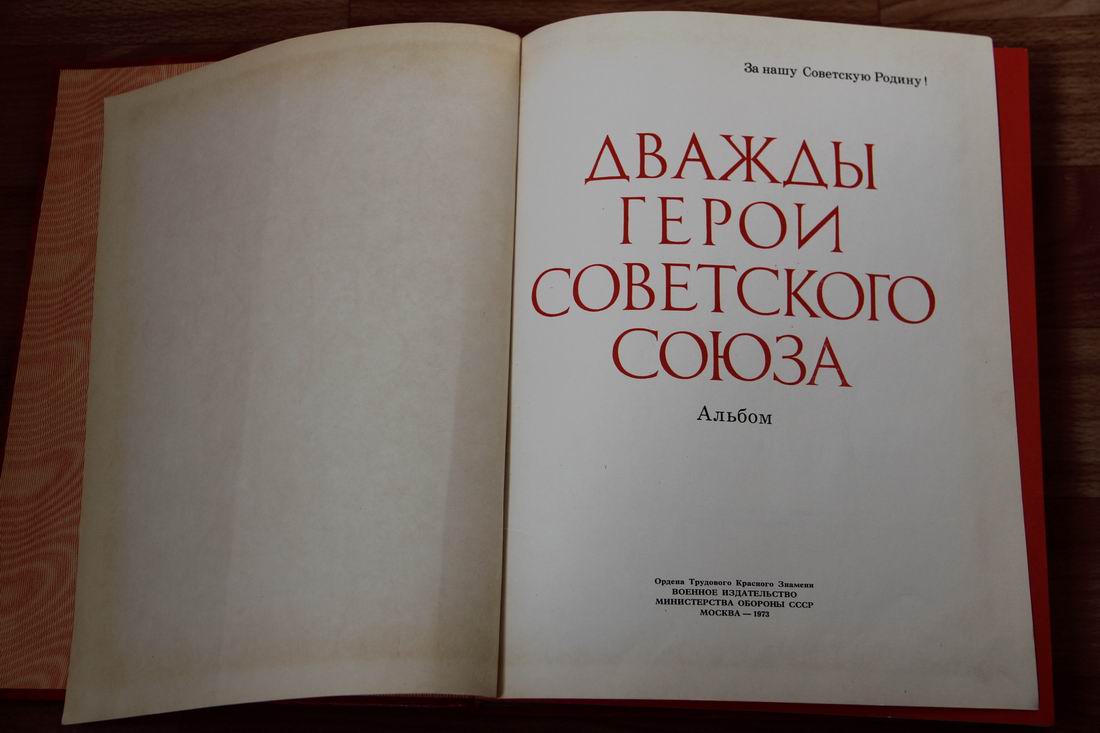 За нашу Советскую Родину!
ДВАЖДЫ
ГЕРОИ
СОВЕТСКОГО
СОЮЗА
Альбом
Ордена Трудового Красного Знамени
ВОЕННОЕ ИЗДАТЕЛЬСТВО
МИНИСТЕРСТВА ОБОРОНЫ СССР
МОСКВА — 1973